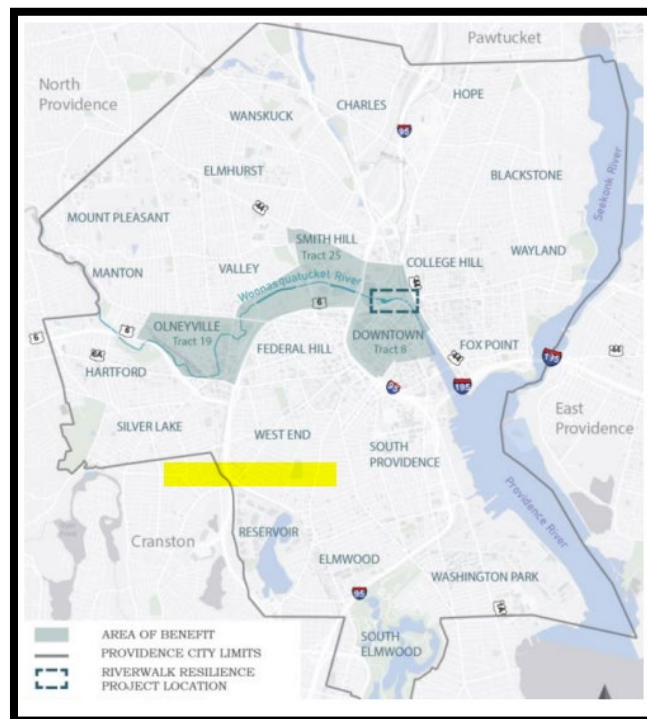 Pawtucket
North
Providence
HOPE
CHARLES
WANSKUCK
95
ELMHURST
BLACKSTONE
Seekonk River
44
MOUNT PLEASANT
SMITH HILL
Tract 25
WAYLAND
COLLEGE HILL
MANTON
VALLEY
Woonasquatucket River
44
6
6
6
OLNEYVILLE
Tract 19
DOWNTOWN
Tract 8
FOX POINT
44
195
44
6A
FEDERAL HILL
HARTFORD
95
195
East
Providence
SILVER LAKE
WEST END
SOUTH
PROVIDENCE
Providence River
Cranston
RESERVOIR
ELMWOOD
WASHINGTON PARK
95
1A
SOUTH
ELMWOOD
AREA OF BENEFIT
PROVIDENCE CITY LIMITS
RIVERWALK RESILIENCE
PROJECT LOCATION